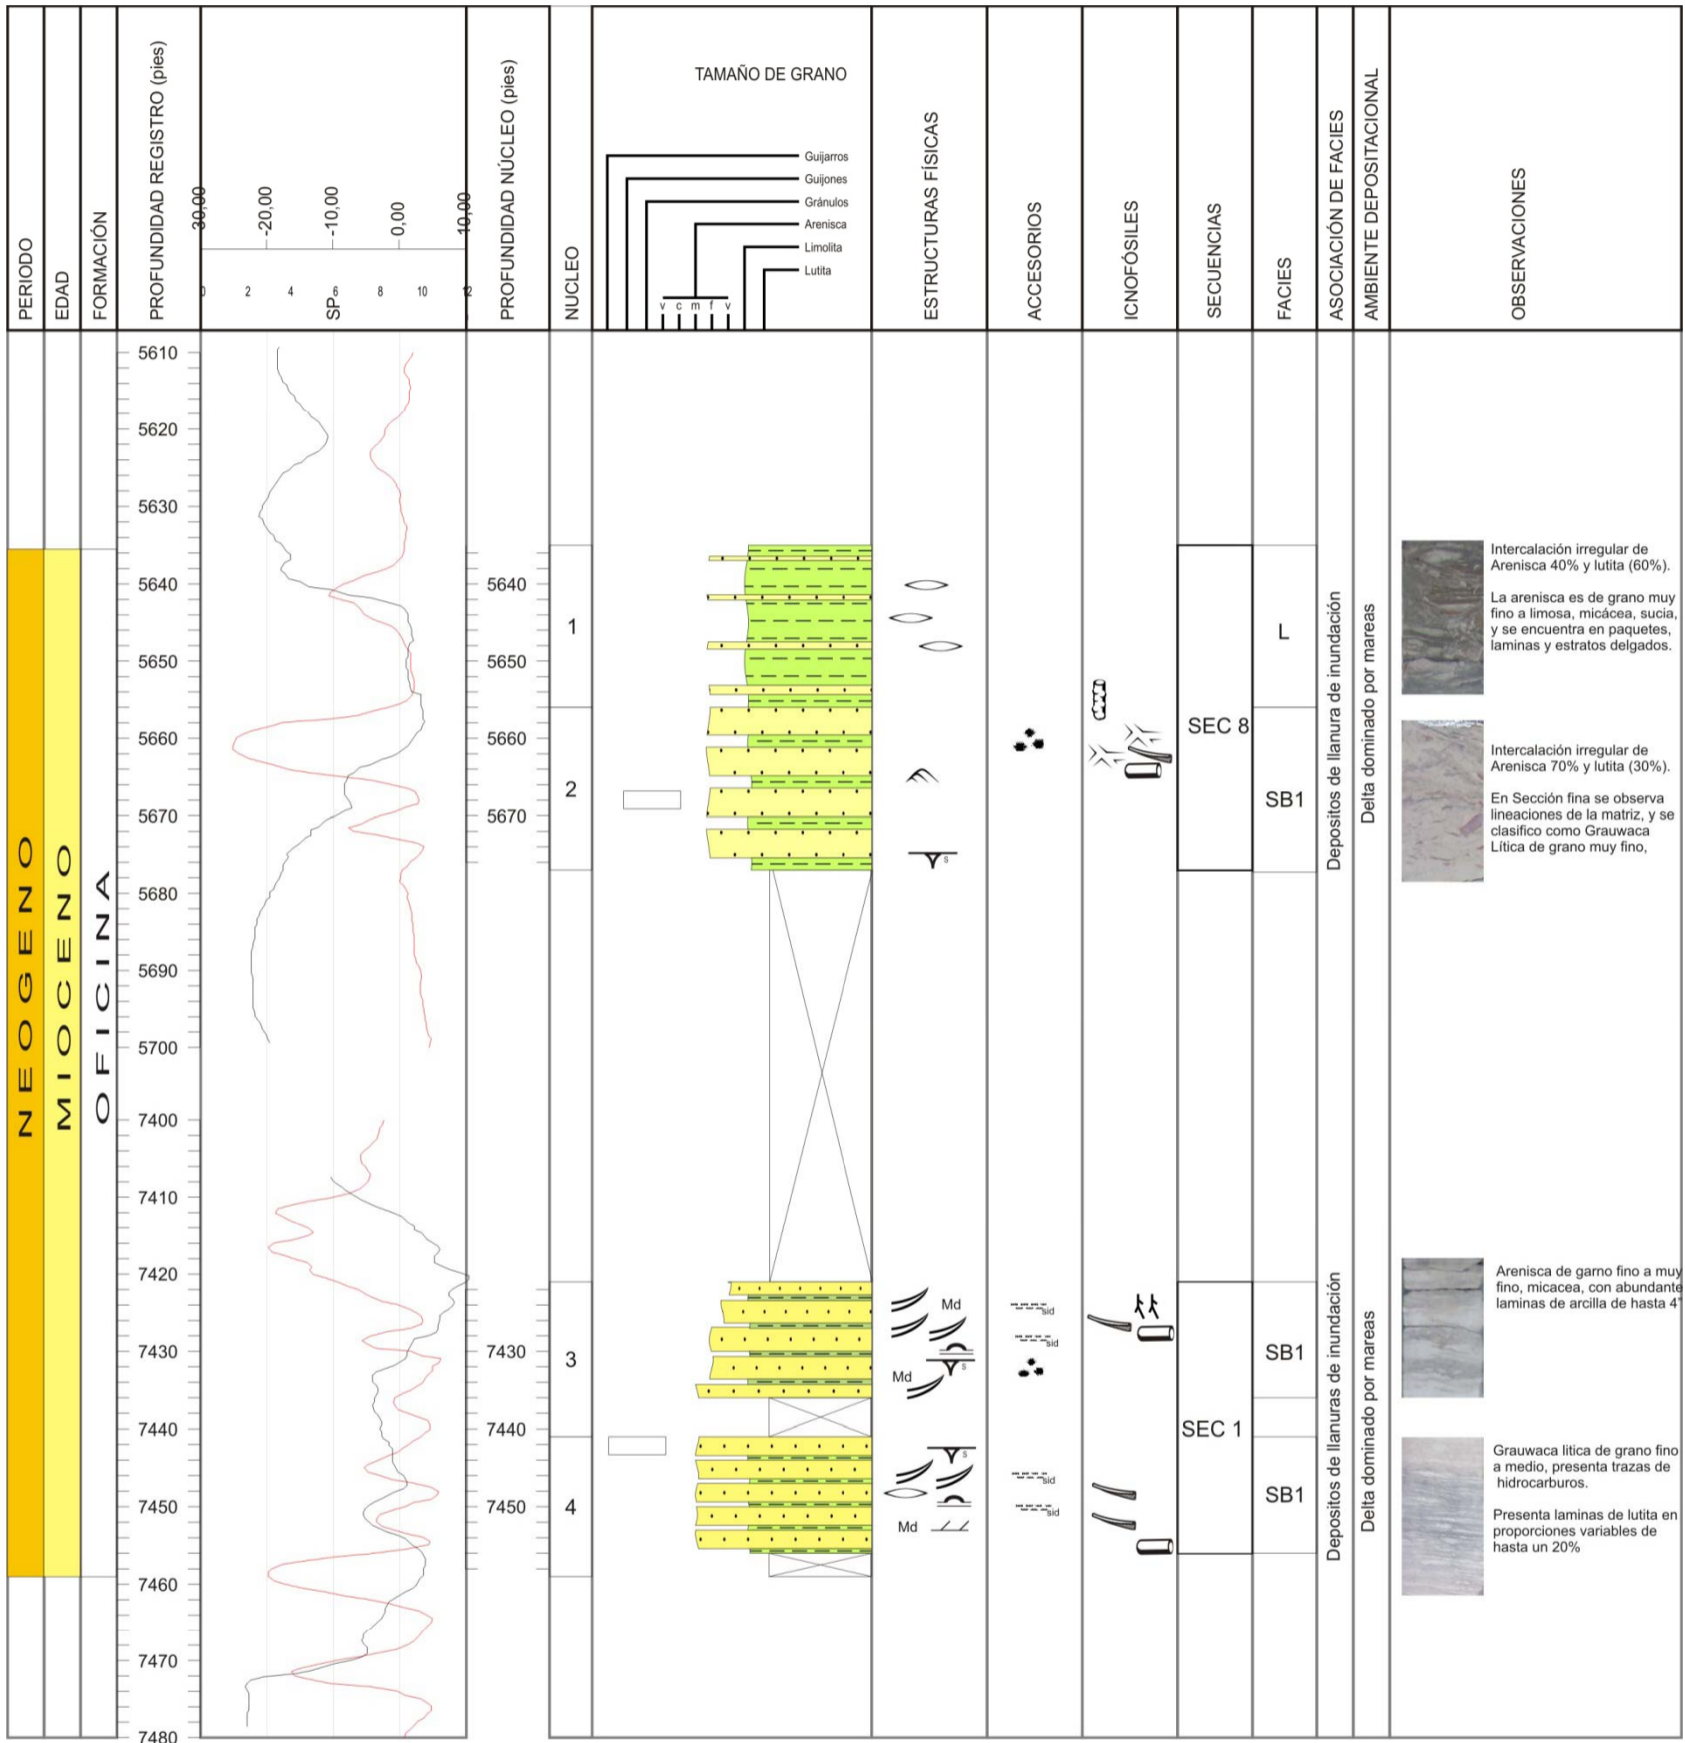 PERIODO
EDAD
FORMACIÓN
PROFUNDIDAD REGISTRO (pies)
30,00
-20,00
-10,00
0,00
10,00
0 2 4 6 8 10 12
SP
PROFUNDIDAD NÚCLEO (pies)
NUCLEO
TAMAÑO DE GRANO
Guijarros
Guijones
Gránulos
Arenisca
Limolita
Lutita
v c m f v
ESTRUCTURAS FÍSICAS
ACCESORIOS
ICNOFÓSILES
SECUENCIAS
FACIES
ASOCIACIÓN DE FACIES
AMBIENTE DEPOSITACIONAL
OBSERVACIONES
NEOGENO
MIOCENO
OFICINA
5610
5620
5630
5640
5650
5660
5670
5680
5690
5700
7400
7410
7420
7430
7440
7450
7460
7470
7480
5640
5650
5660
5670
7430
7440
7450
1
2
3
4
s
Md
s
Md
s
Md
sid
sid
sid
sid
SEC 8
SEC 1
L
SB1
SB1
SB1
Depositos de llanura de inundación
Depositos de llanuras de inundación
Delta dominado por mareas
Delta dominado por mareas
Intercalación irregular de
Arenisca 40% y lutita (60%).
La arenisca es de grano muy
fino a limosa, micácea, sucia,
y se encuentra en paquetes,
laminas y estratos delgados.
Intercalación irregular de
Arenisca 70% y lutita (30%).
En Sección fina se observa
lineaciones de la matriz, y se
clasifico como Grauwaca
Lítica de grano muy fino,
Arenisca de garno fino a muy
fino, micacea, con abundante
laminas de arcilla de hasta 4"
Grauwaca litica de grano fino
a medio, presenta trazas de
hidrocarburos.
Presenta laminas de lutita en
proporciones variables de
hasta un 20%